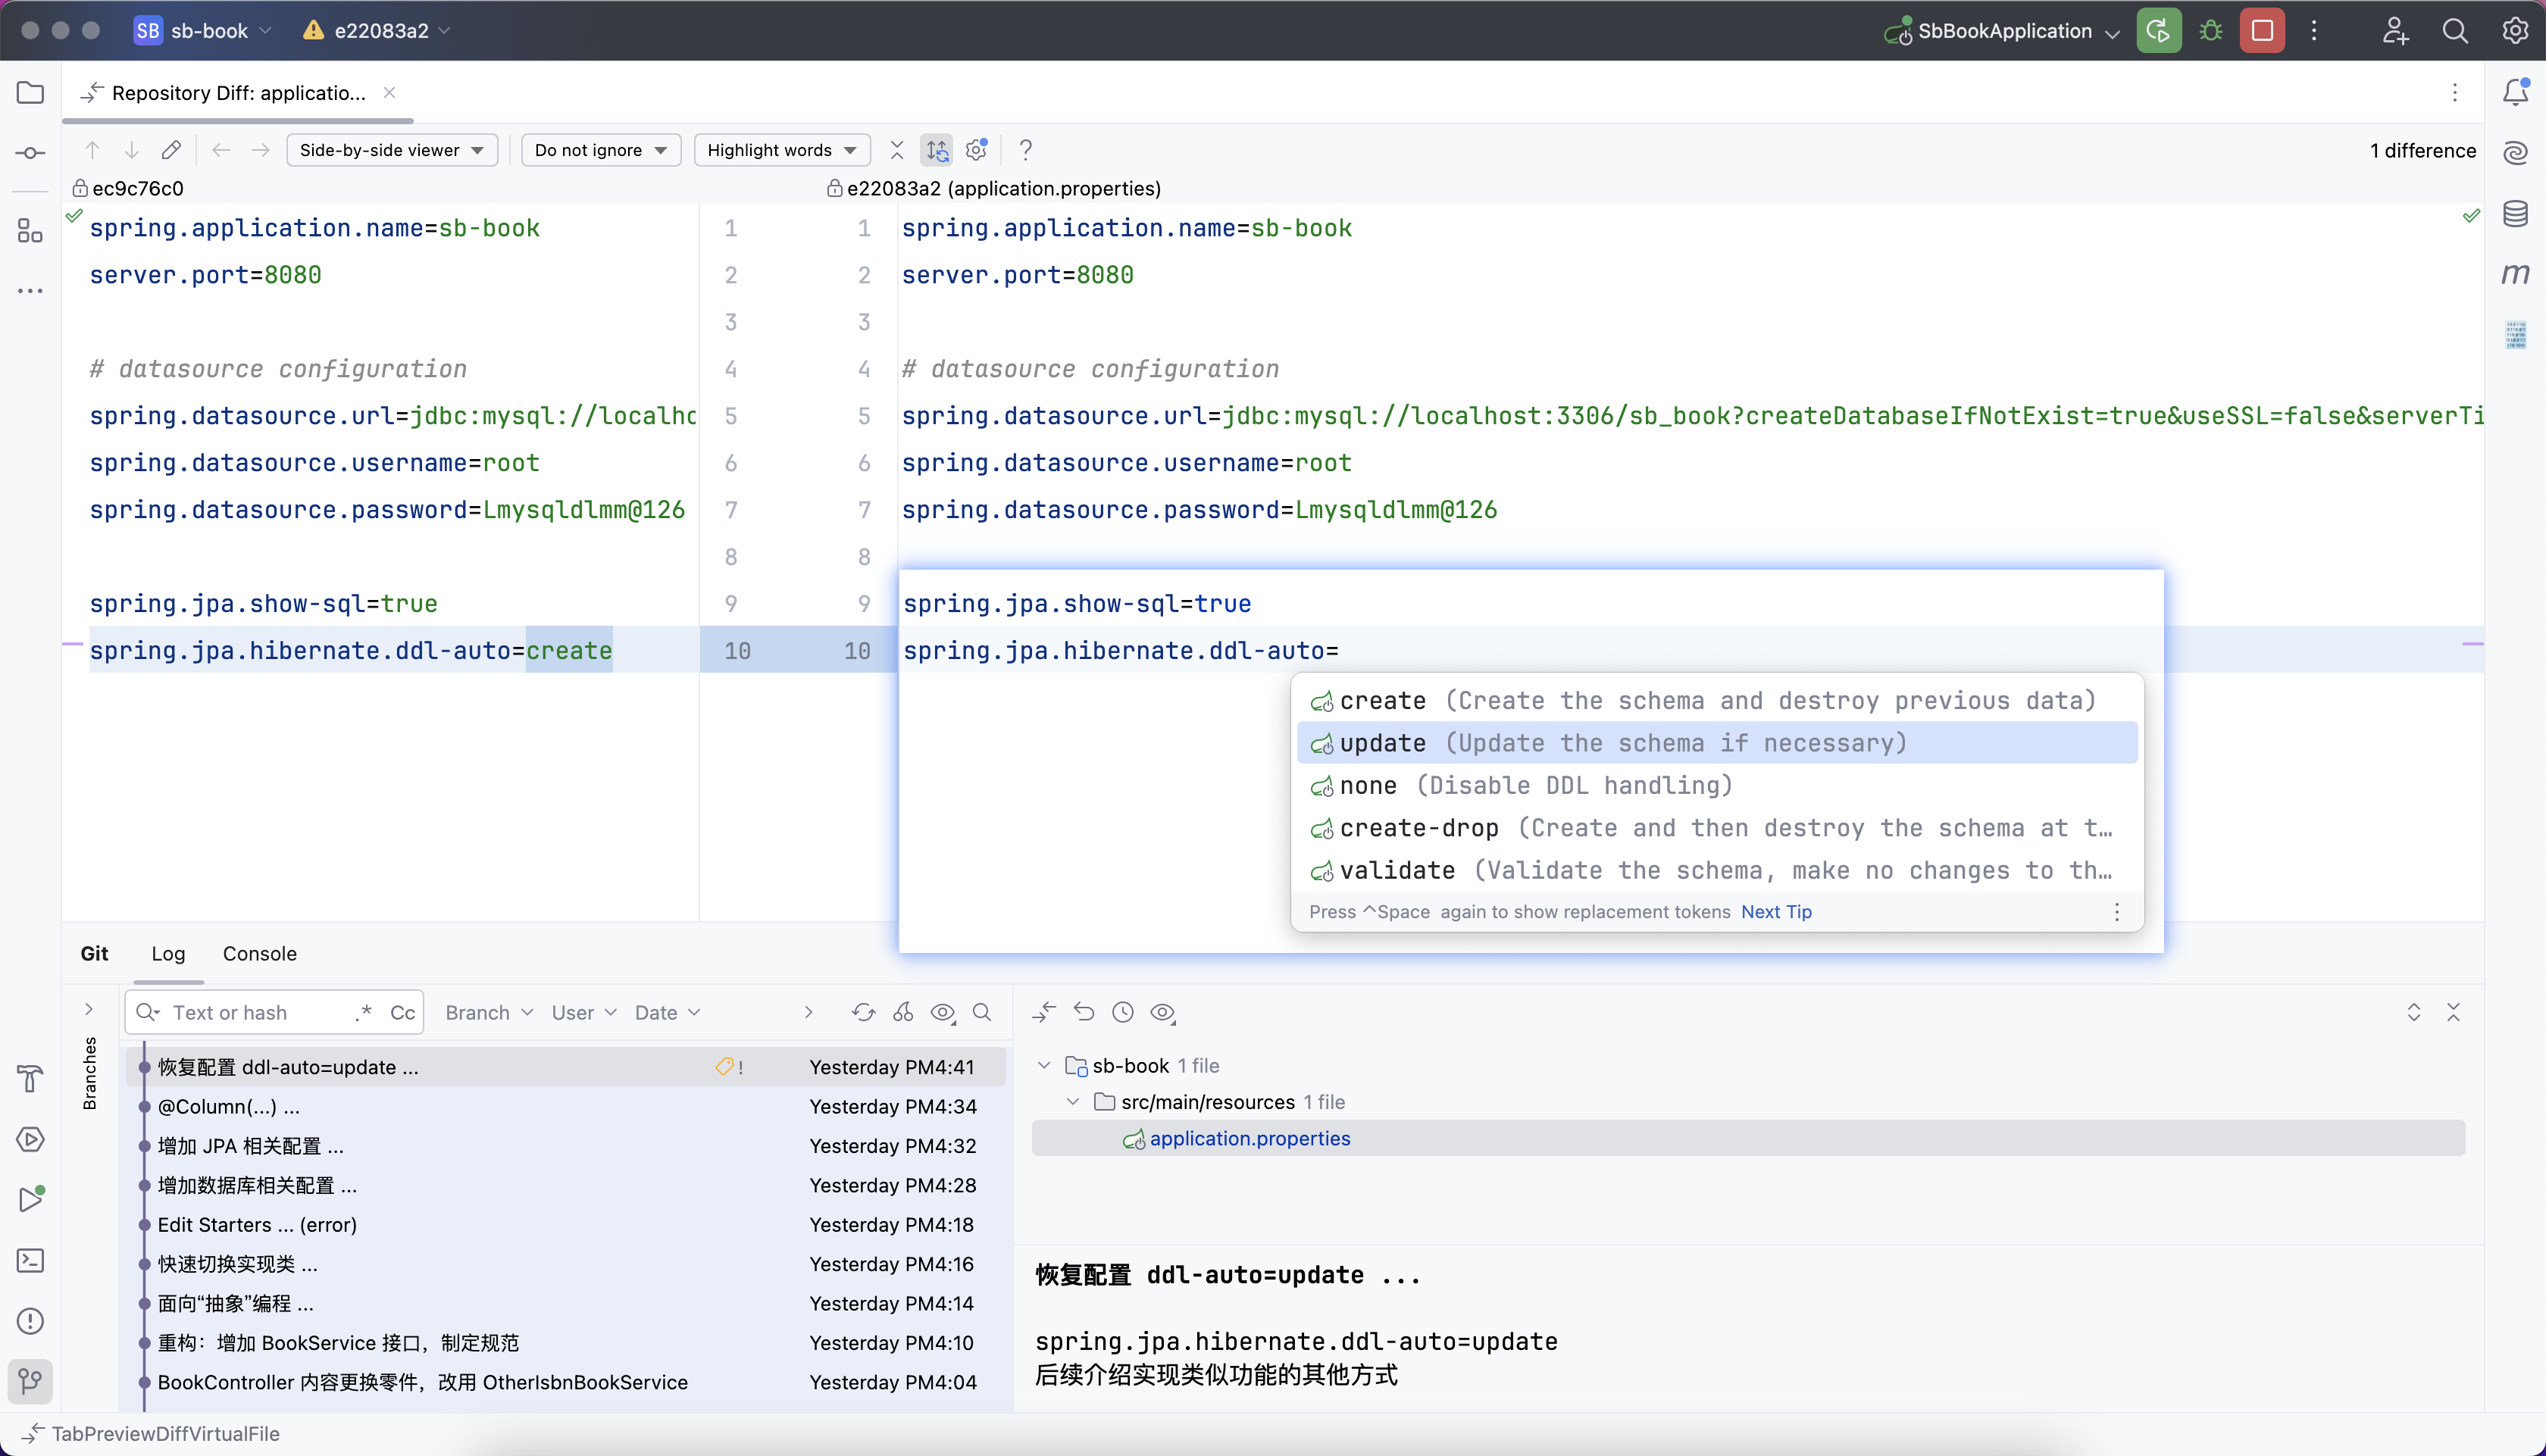 SB sb-book
e22083a2
SbBookApplication
Repository Diff: applicatio...
Side-by-side viewer
Do not ignore
Highlight words
?
1 difference
ec9c76c0
e22083a2 (application.properties)
spring.application.name=sb-book
1
1
spring.application.name=sb-book
server.port=8080
2
2
server.port=8080
3
3
# datasource configuration
4
4
# datasource configuration
spring.datasource.url=jdbc:mysql://localho
5
5
spring.datasource.url=jdbc:mysql://localhost:3306/sb_book?createDatabaseIfNotExist=true&useSSL=false&serverTi
spring.datasource.username=root
6
6
spring.datasource.username=root
spring.datasource.password=Lmysqldlmm@126
7
7
spring.datasource.password=Lmysqldlmm@126
8
8
spring.jpa.show-sql=true
9
9
spring.jpa.show-sql=true
spring.jpa.hibernate.ddl-auto=create
10
10
spring.jpa.hibernate.ddl-auto=
create (Create the schema and destroy previous data)
update (Update the schema if necessary)
none (Disable DDL handling)
create-drop (Create and then destroy the schema at t…
validate (Validate the schema, make no changes to th…
Press ^Space again to show replacement tokens Next Tip
Git
Log
Console
Text or hash
.*
Cc
Branch
User
Date
Branches
恢复配置 ddl-auto=update ...
!
Yesterday PM4:41
@Column(...) ...
Yesterday PM4:34
增加 JPA 相关配置 ...
Yesterday PM4:32
增加数据库相关配置 ...
Yesterday PM4:28
Edit Starters ... (error)
Yesterday PM4:18
快速切换实现类 ...
Yesterday PM4:16
面向“抽象”编程 ...
Yesterday PM4:14
重构：增加 BookService 接口，制定规范
Yesterday PM4:10
BookController 内容更换零件，改用 OtherIsbnBookService
Yesterday PM4:04
sb-book 1 file
src/main/resources 1 file
application.properties
恢复配置 ddl-auto=update ...
spring.jpa.hibernate.ddl-auto=update
后续介绍实现类似功能的其他方式
TabPreviewDiffVirtualFile
m